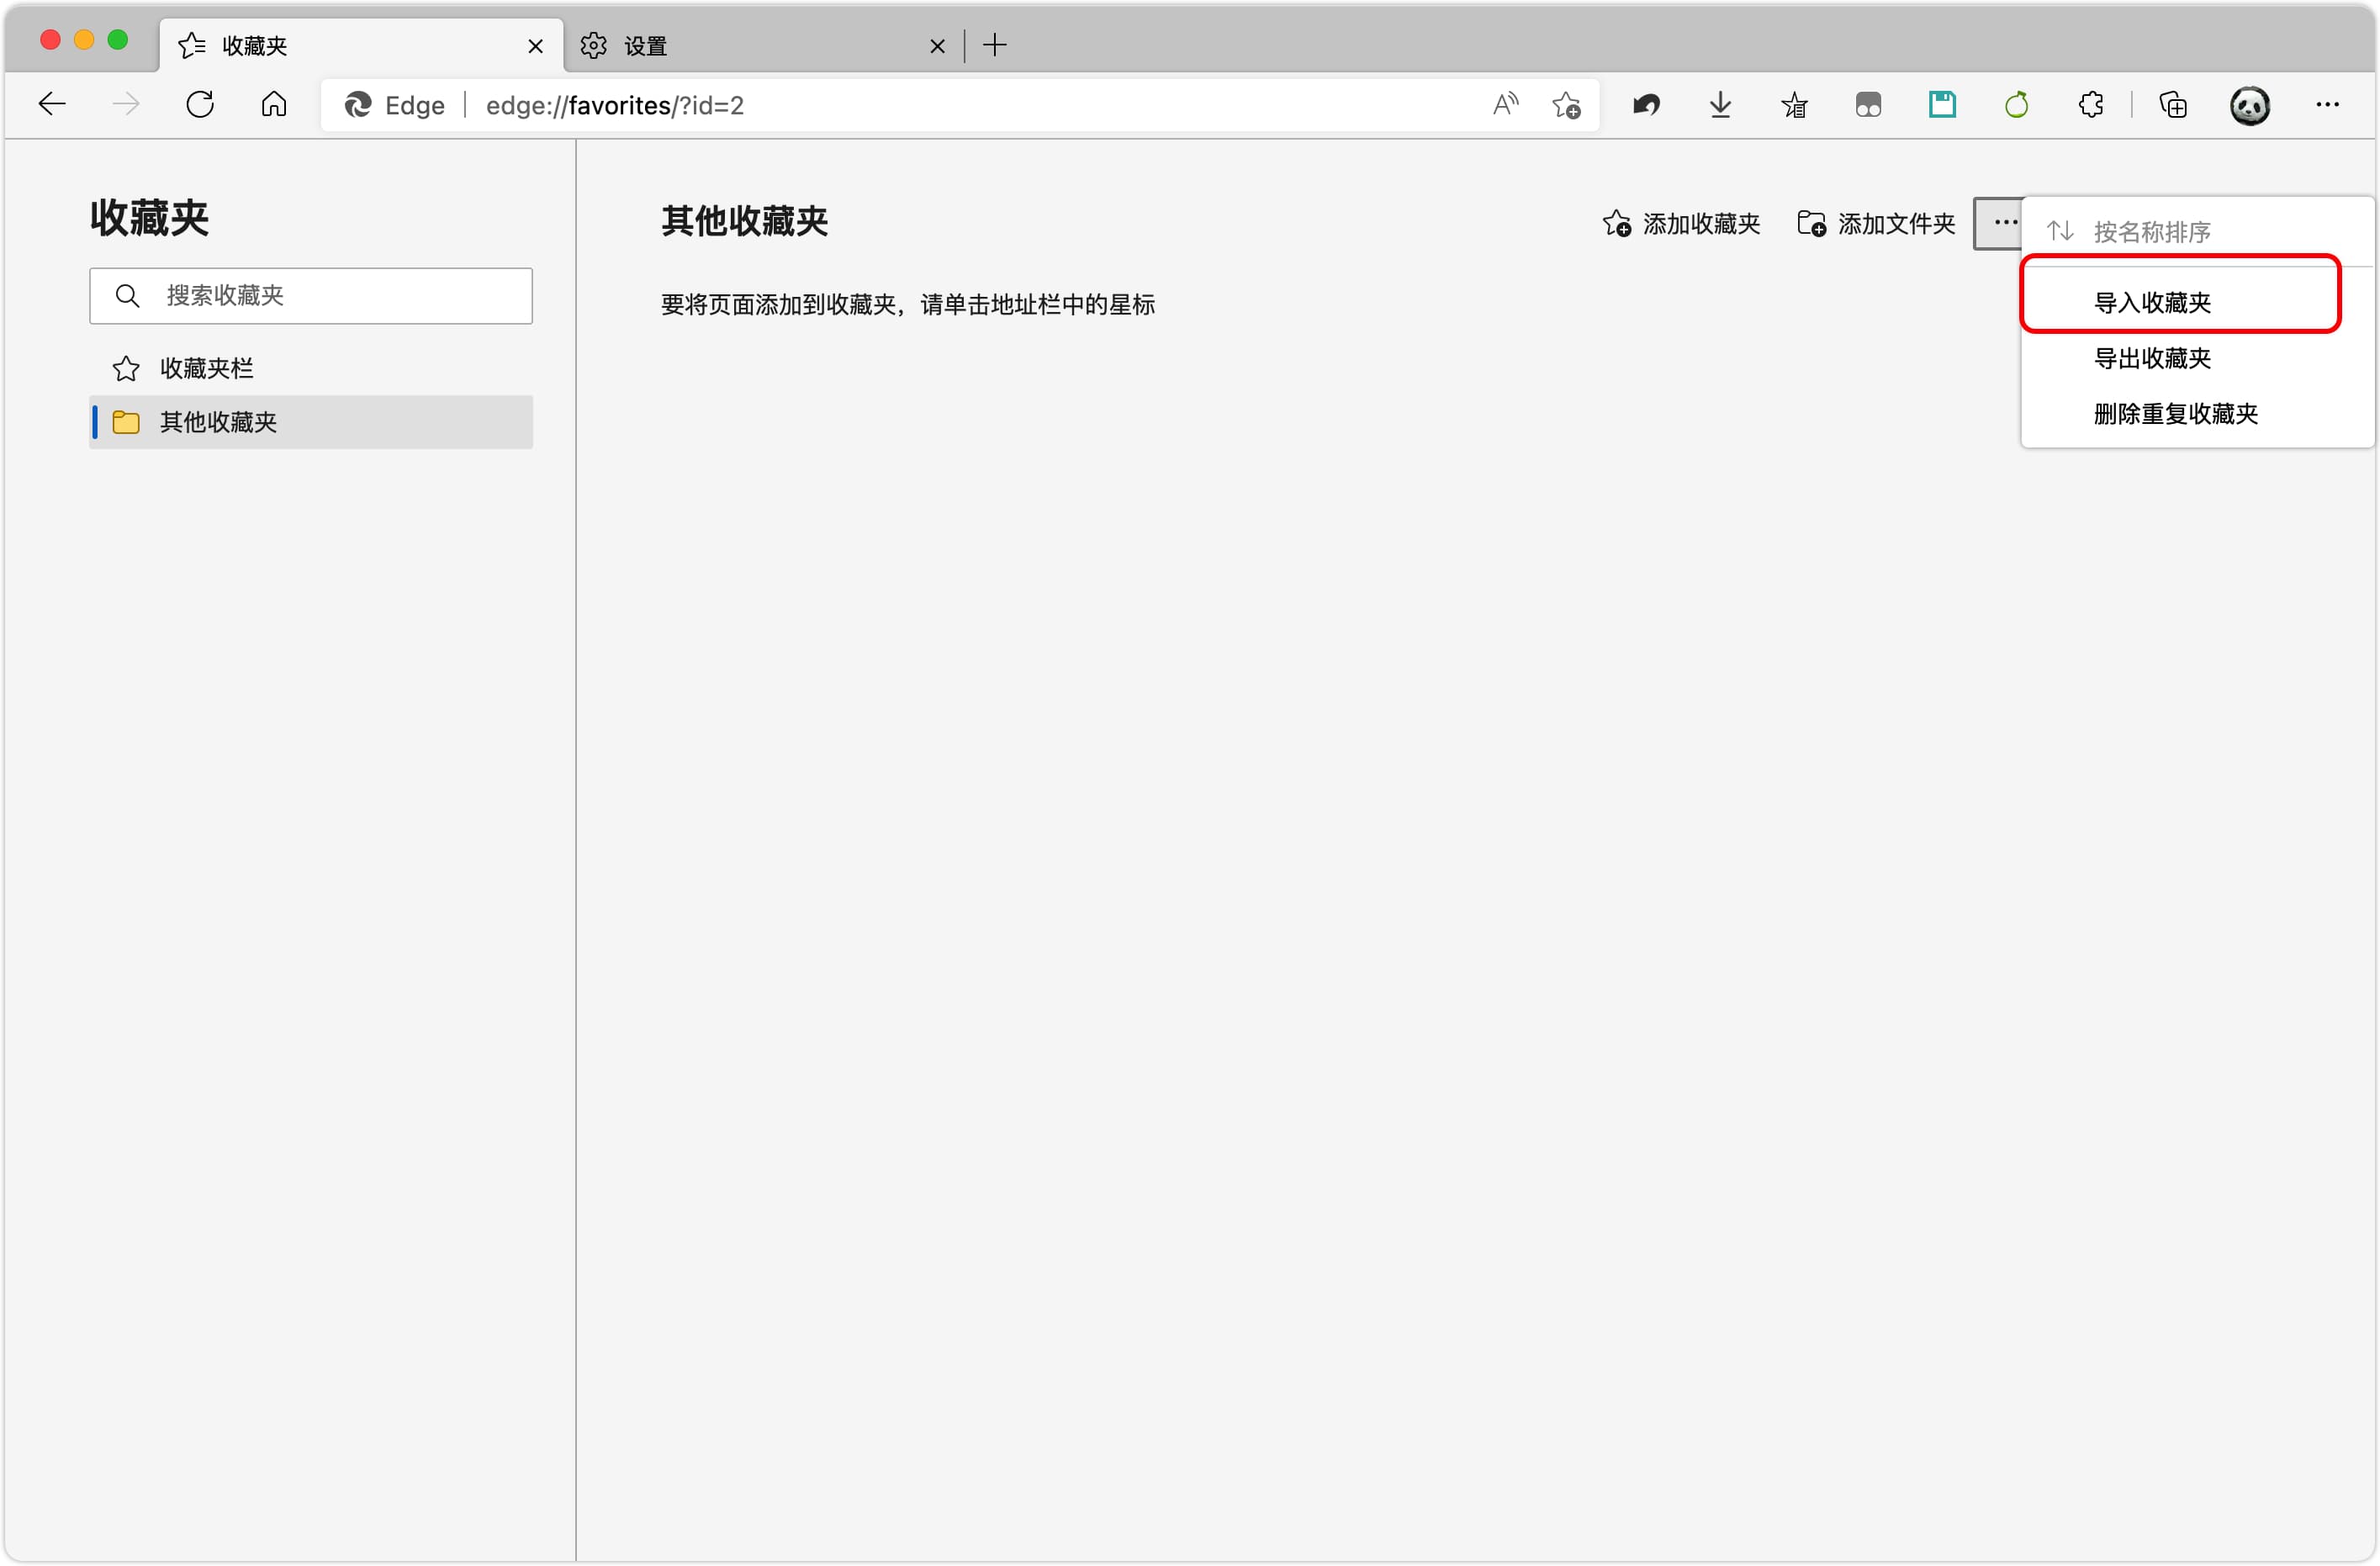 收藏夹
设置
Edge
edge://favorites/?id=2
收藏夹
搜索收藏夹
收藏夹栏
其他收藏夹
其他收藏夹
添加收藏夹
添加文件夹
要将页面添加到收藏夹，请单击地址栏中的星标
按名称排序
导入收藏夹
导出收藏夹
删除重复收藏夹